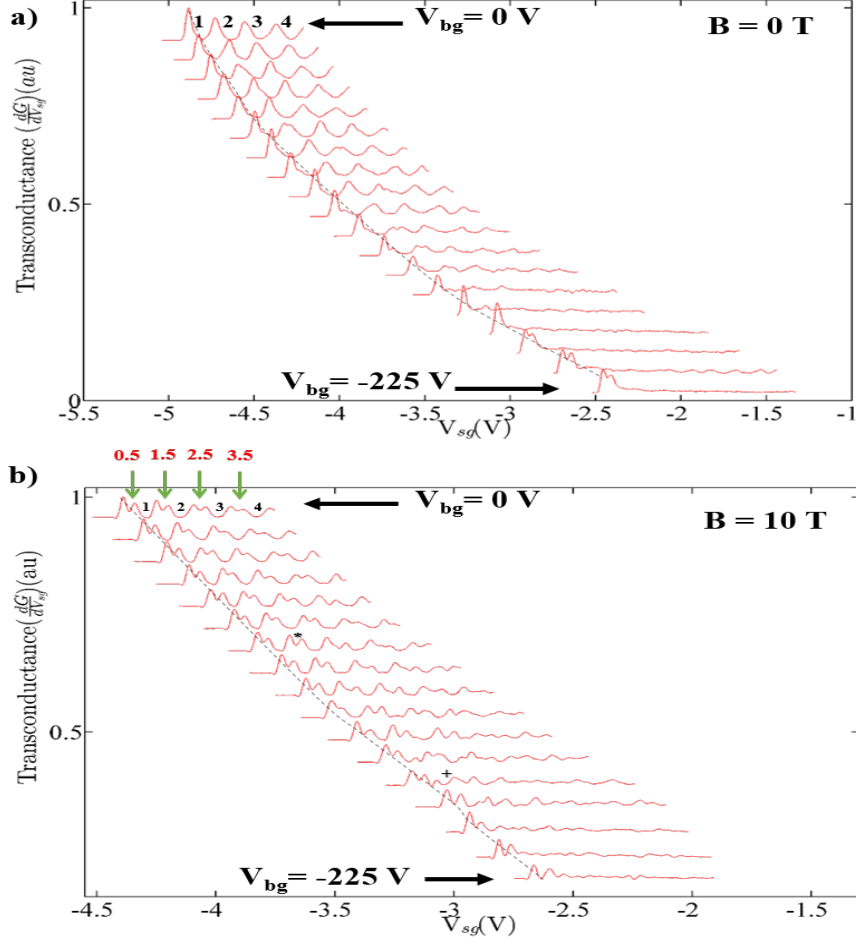 a)
V_bg= 0 V
B = 0 T
1 2 3 4
Transconductance (dG/dV_sg)(au)
1
0.5
0
V_bg= -225 V
-5.5 -5 -4.5 -4 -3.5 -3 -2.5 -2 -1.5 -1
V_sg(V)
b)
0.5 1.5 2.5 3.5
V_bg= 0 V
B = 10 T
1 2 3 4
Transconductance(dG/dV_sg)(au)
1
*
0.5
+
V_bg= -225 V
-4.5 -4 -3.5 -3 -2.5 -2 -1.5
V_sg(V)